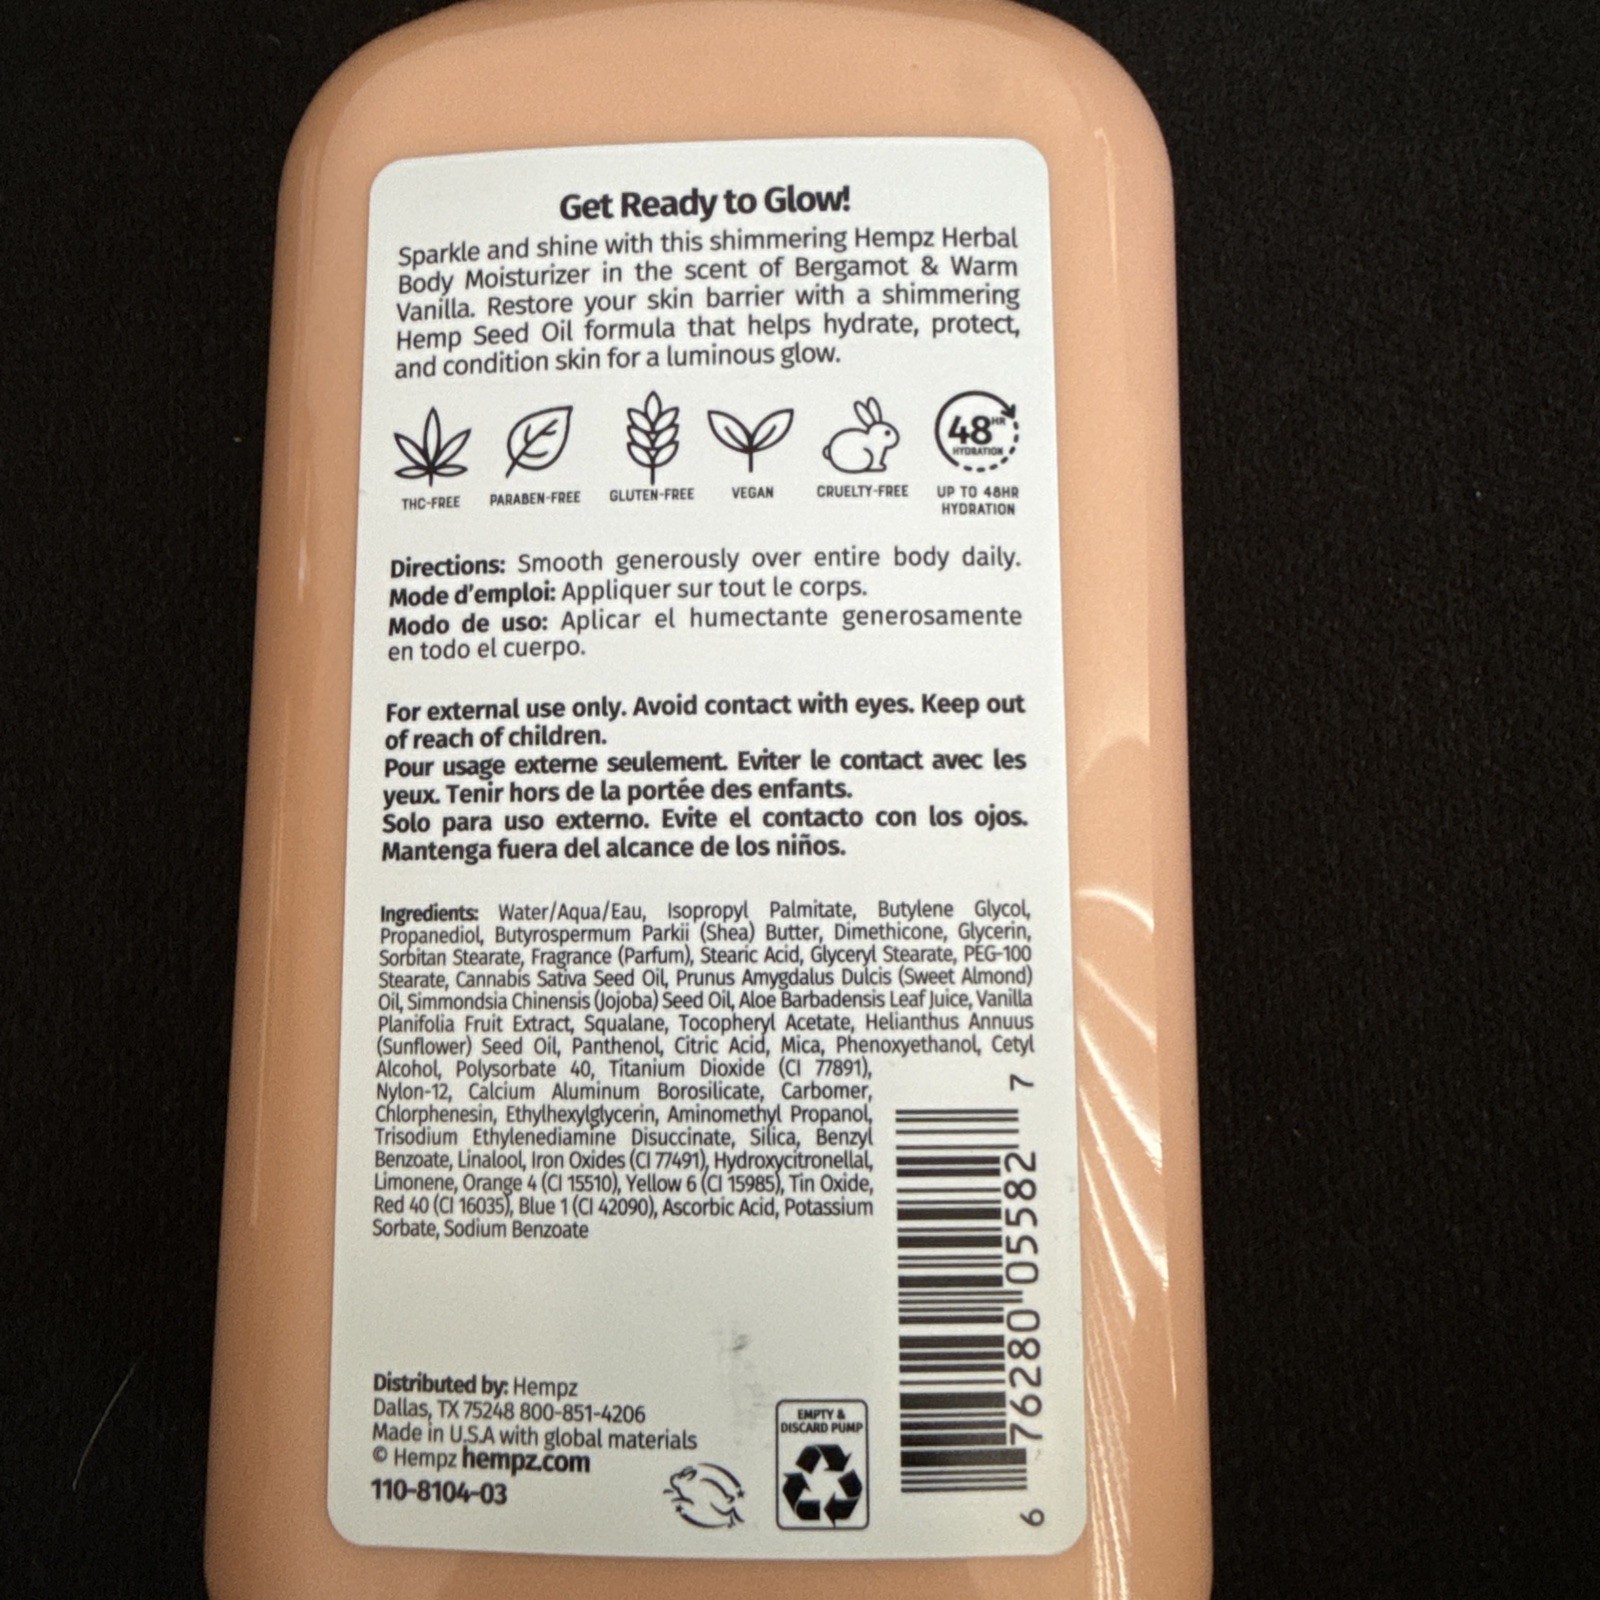 Get Ready to Glow!
Sparkle and shine with this shimmering Hempz Herbal
Body Moisturizer in the scent of Bergamot & Warm
Vanilla. Restore your skin barrier with a shimmering
Hemp Seed Oil formula that helps hydrate, protect,
and condition skin for a luminous glow.
48HR
HYDRATION
THC-FREE PARABEN-FREE GLUTEN-FREE VEGAN CRUELTY-FREE UP TO 48HR
HYDRATION
Directions: Smooth generously over entire body daily.
Mode d'emploi: Appliquer sur tout le corps.
Modo de uso: Aplicar el humectante generosamente
en todo el cuerpo.
For external use only. Avoid contact with eyes. Keep out
of reach of children.
Pour usage externe seulement. Eviter le contact avec les
yeux. Tenir hors de la portée des enfants.
Solo para uso externo. Evite el contacto con los ojos.
Mantenga fuera del alcance de los niños.
Ingredients: Water/Aqua/Eau, Isopropyl Palmitate, Butylene Glycol,
Propanediol, Butyrospermum Parkii (Shea) Butter, Dimethicone, Glycerin,
Sorbitan Stearate, Fragrance (Parfum), Stearic Acid, Glyceryl Stearate, PEG-100
Stearate, Cannabis Sativa Seed Oil, Prunus Amygdalus Dulcis (Sweet Almond)
Oil, Simmondsia Chinensis (Jojoba) Seed Oil, Aloe Barbadensis Leaf Juice, Vanilla
Planifolia Fruit Extract, Squalane, Tocopheryl Acetate, Helianthus Annuus
(Sunflower) Seed Oil, Panthenol, Citric Acid, Mica, Phenoxyethanol, Cetyl
Alcohol, Polysorbate 40, Titanium Dioxide (CI 77891),
Nylon-12, Calcium Aluminum Borosilicate, Carbomer,
Chlorphenesin, Ethylhexylglycerin, Aminomethyl Propanol,
Trisodium Ethylenediamine Disuccinate, Silica, Benzyl
Benzoate, Linalool, Iron Oxides (CI 77491), Hydroxycitronellal,
Limonene, Orange 4 (CI 15510), Yellow 6 (CI 15985), Tin Oxide,
Red 40 (CI 16035), Blue 1 (CI 42090), Ascorbic Acid, Potassium
Sorbate, Sodium Benzoate
6 76280 05582 7
Distributed by: Hempz
Dallas, TX 75248 800-851-4206
Made in U.S.A with global materials
© Hempz hempz.com
110-8104-03
EMPTY &
DISCARD PUMP